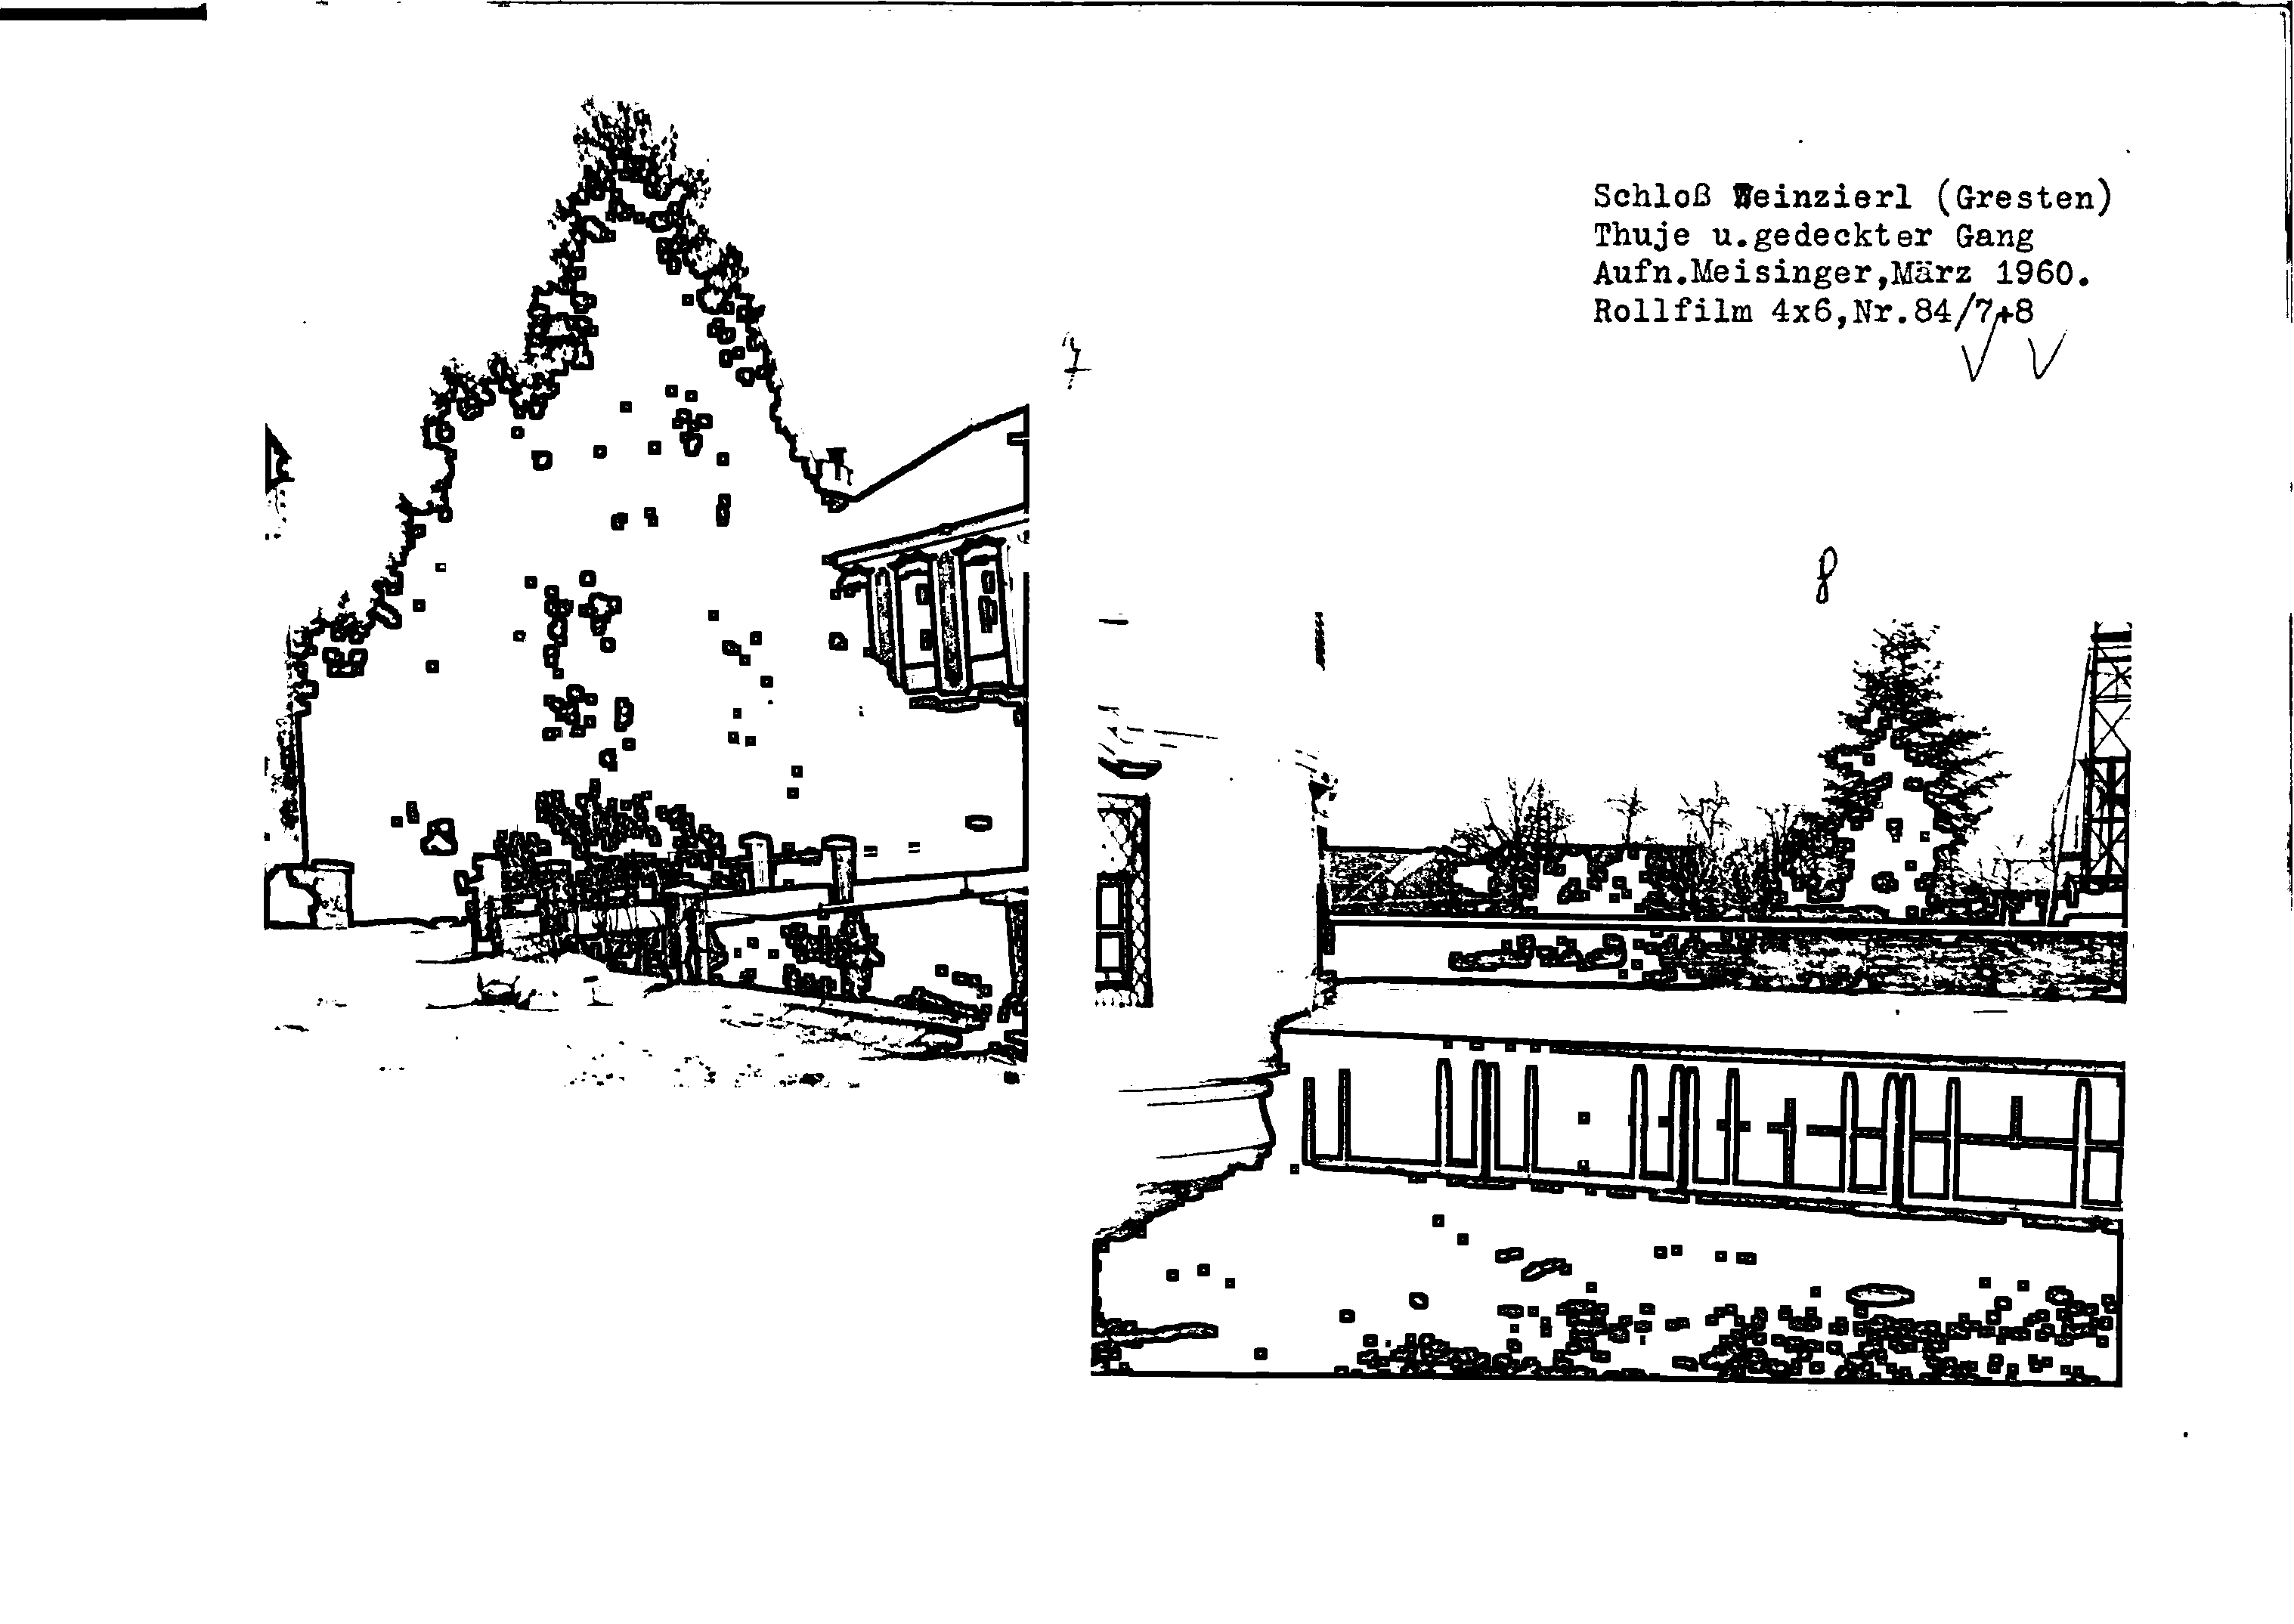 Schloß Weinzierl (Gresten)
Thuje u.gedeckter Gang
Aufn.Meisinger,März 1960.
Rollfilm 4x6,Nr.84/7+8
7
8